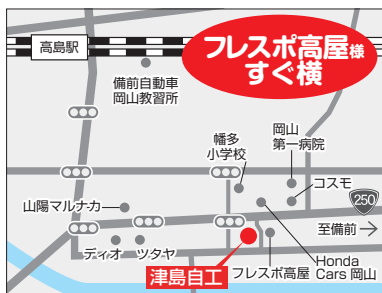 高島駅
フレスポ高屋様
すぐ横
備前自動車
岡山教習所
幡多
小学校
岡山
第一病院
コスモ
山陽マルナカ
250
至備前→
ディオ
ツタヤ
Honda
Cars 岡山
フレスポ高屋
津島自工